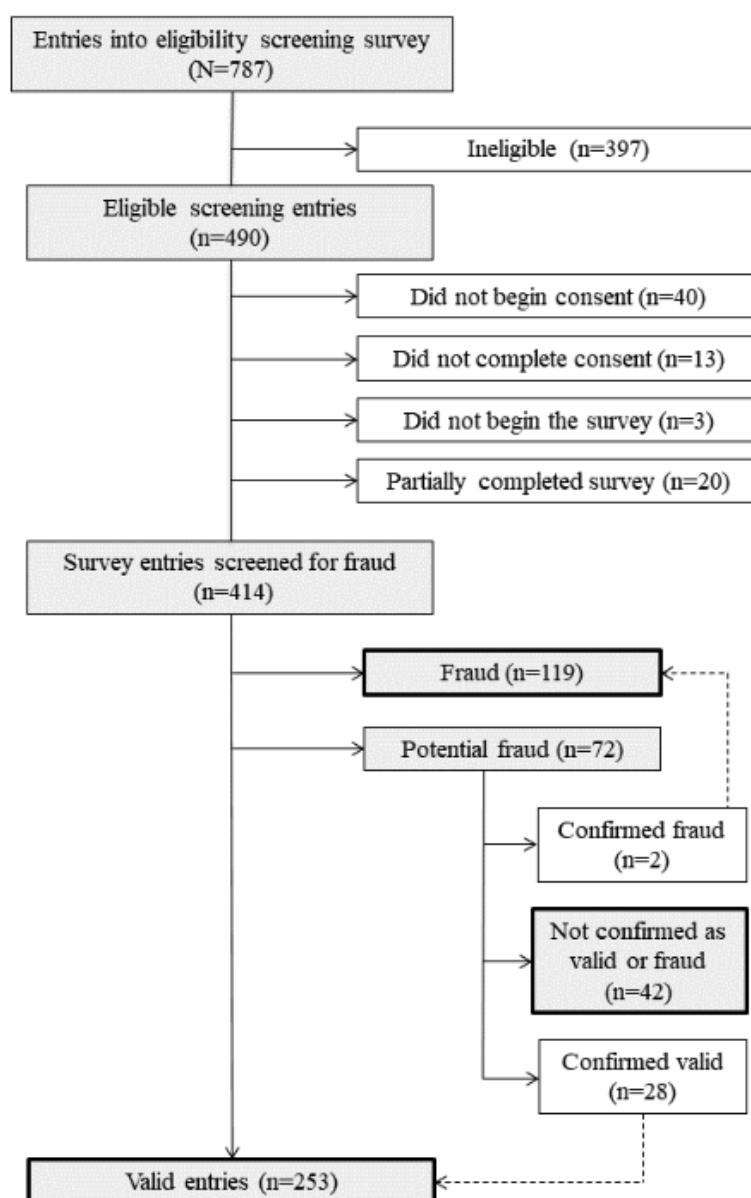 Entries into eligibility screening survey
(N=787)
Ineligible (n=397)
Eligible screening entries
(n=490)
Did not begin consent (n=40)
Did not complete consent (n=13)
Did not begin the survey (n=3)
Partially completed survey (n=20)
Survey entries screened for fraud
(n=414)
Fraud (n=119)
Potential fraud (n=72)
Confirmed fraud
(n=2)
Not confirmed as
valid or fraud
(n=42)
Confirmed valid
(n=28)
Valid entries (n=253)